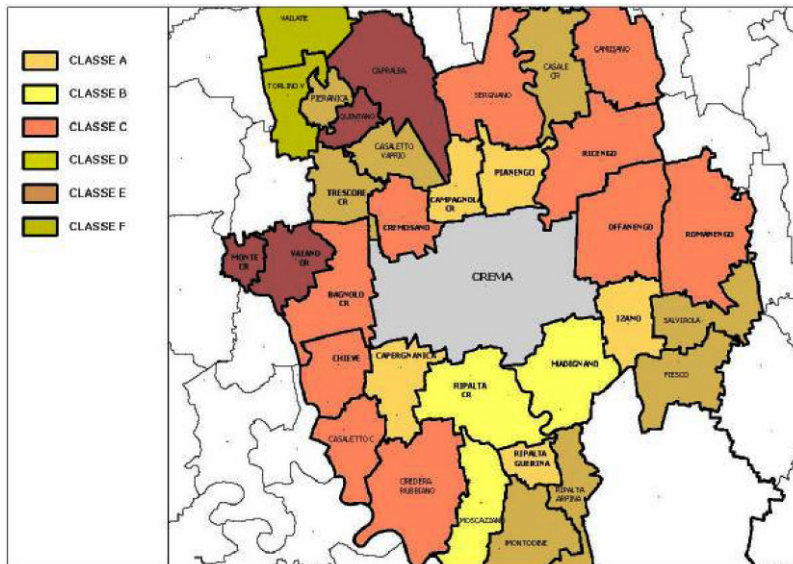 CLASSE A
CLASSE B
CLASSE C
CLASSE D
CLASSE E
CLASSE F
VAILATE
CAPRALBA
TORLINO V
PIERANICA
QUINTANO
CASALETTO
VAPRIO
SERGNANO
CASALE
CR
CAMISANO
RICENGO
TRESCORE
CR
CAMPAGNOLA
CR
PIANENGO
CREMOSANO
OFFANENGO
ROMANENGO
MONTE
CR
VAIANO
CR
BAGNOLO
CR
CREMA
IZANO
SALVIROLA
CHIEVE
CAPERGNANICA
RIPALTA
CR
MADIGNANO
FIESCO
CASALETTO C
CREDERA
RUBBIANO
MOSCAZZANO
RIPALTA
GUERINA
RIPALTA
ARPINA
MONTODINE